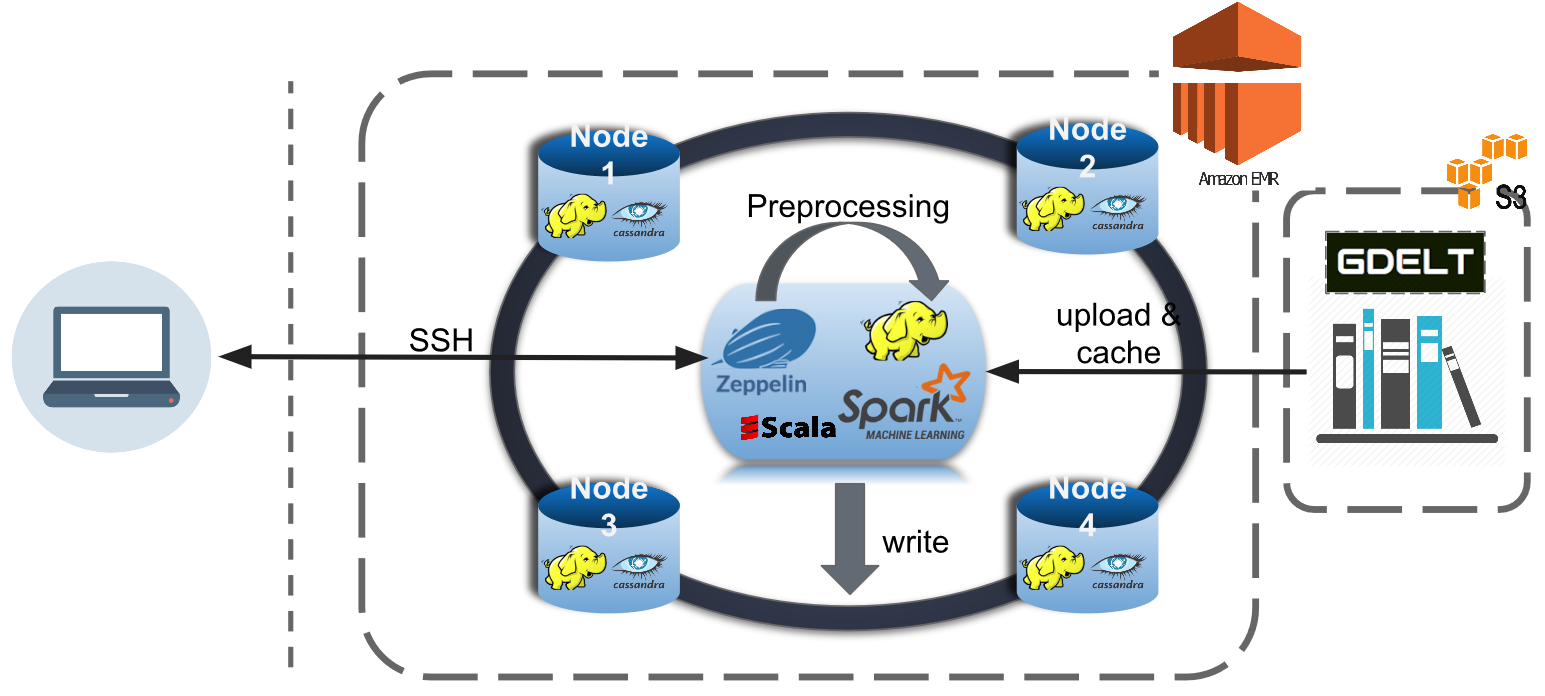 Node
1
cassandra
Node
2
cassandra
Amazon EMR
S3
GDELT
Preprocessing
SSH
upload &
cache
Zeppelin
Spark
TM
MACHINE LEARNING
Scala
Node
3
cassandra
Node
4
cassandra
write